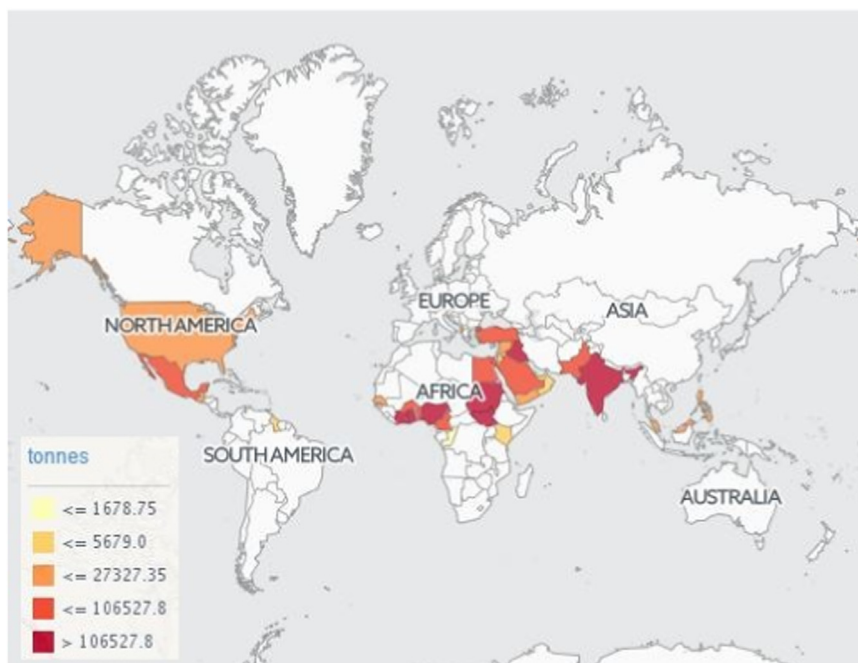 EUROPE
ASIA
NORTH AMERICA
AFRICA
SOUTH AMERICA
AUSTRALIA
tonnes
<= 1678.75
<= 5679.0
<= 27327.35
<= 106527.8
> 106527.8